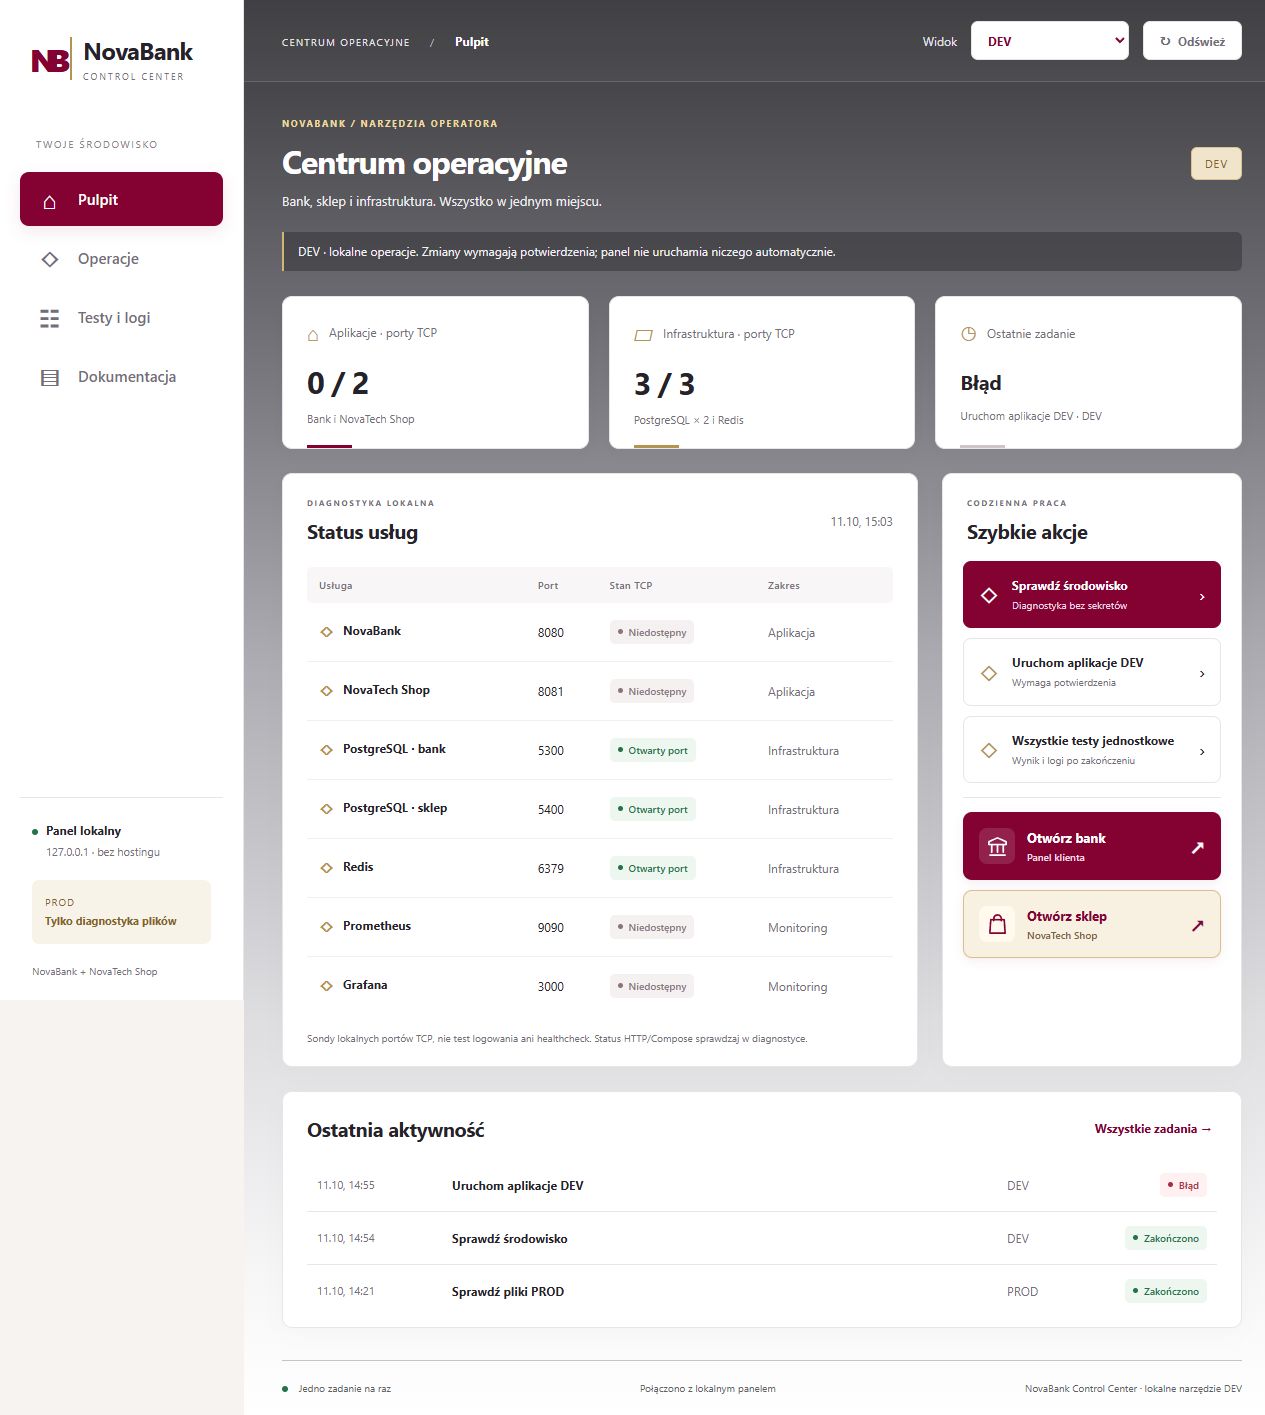 NB NovaBank
CONTROL CENTER
TWOJE ŚRODOWISKO
Pulpit
Operacje
Testy i logi
Dokumentacja
Panel lokalny
127.0.0.1 · bez hostingu
PROD
Tylko diagnostyka plików
NovaBank + NovaTech Shop
CENTRUM OPERACYJNE / Pulpit
Widok DEV ↻ Odśwież
NOVABANK / NARZĘDZIA OPERATORA
Centrum operacyjne
DEV
Bank, sklep i infrastruktura. Wszystko w jednym miejscu.
DEV · lokalne operacje. Zmiany wymagają potwierdzenia; panel nie uruchamia niczego automatycznie.
Aplikacje · porty TCP
0 / 2
Bank i NovaTech Shop
Infrastruktura · porty TCP
3 / 3
PostgreSQL × 2 i Redis
Ostatnie zadanie
Błąd
Uruchom aplikacje DEV · DEV
DIAGNOSTYKA LOKALNA
Status usług
11.10, 15:03
Usługa Port Stan TCP Zakres
NovaBank 8080 Niedostępny Aplikacja
NovaTech Shop 8081 Niedostępny Aplikacja
PostgreSQL · bank 5300 Otwarty port Infrastruktura
PostgreSQL · sklep 5400 Otwarty port Infrastruktura
Redis 6379 Otwarty port Infrastruktura
Prometheus 9090 Niedostępny Monitoring
Grafana 3000 Niedostępny Monitoring
Sondy lokalnych portów TCP, nie test logowania ani healthcheck. Status HTTP/Compose sprawdzaj w diagnostyce.
CODZIENNA PRACA
Szybkie akcje
Sprawdź środowisko
Diagnostyka bez sekretów
Uruchom aplikacje DEV
Wymaga potwierdzenia
Wszystkie testy jednostkowe
Wynik i logi po zakończeniu
Otwórz bank
Panel klienta
Otwórz sklep
NovaTech Shop
Ostatnia aktywność
Wszystkie zadania →
11.10, 14:55 Uruchom aplikacje DEV DEV Błąd
11.10, 14:54 Sprawdź środowisko DEV Zakończono
11.10, 14:21 Sprawdź pliki PROD PROD Zakończono
Jedno zadanie na raz
Połączono z lokalnym panelem
NovaBank Control Center · lokalne narzędzie DEV